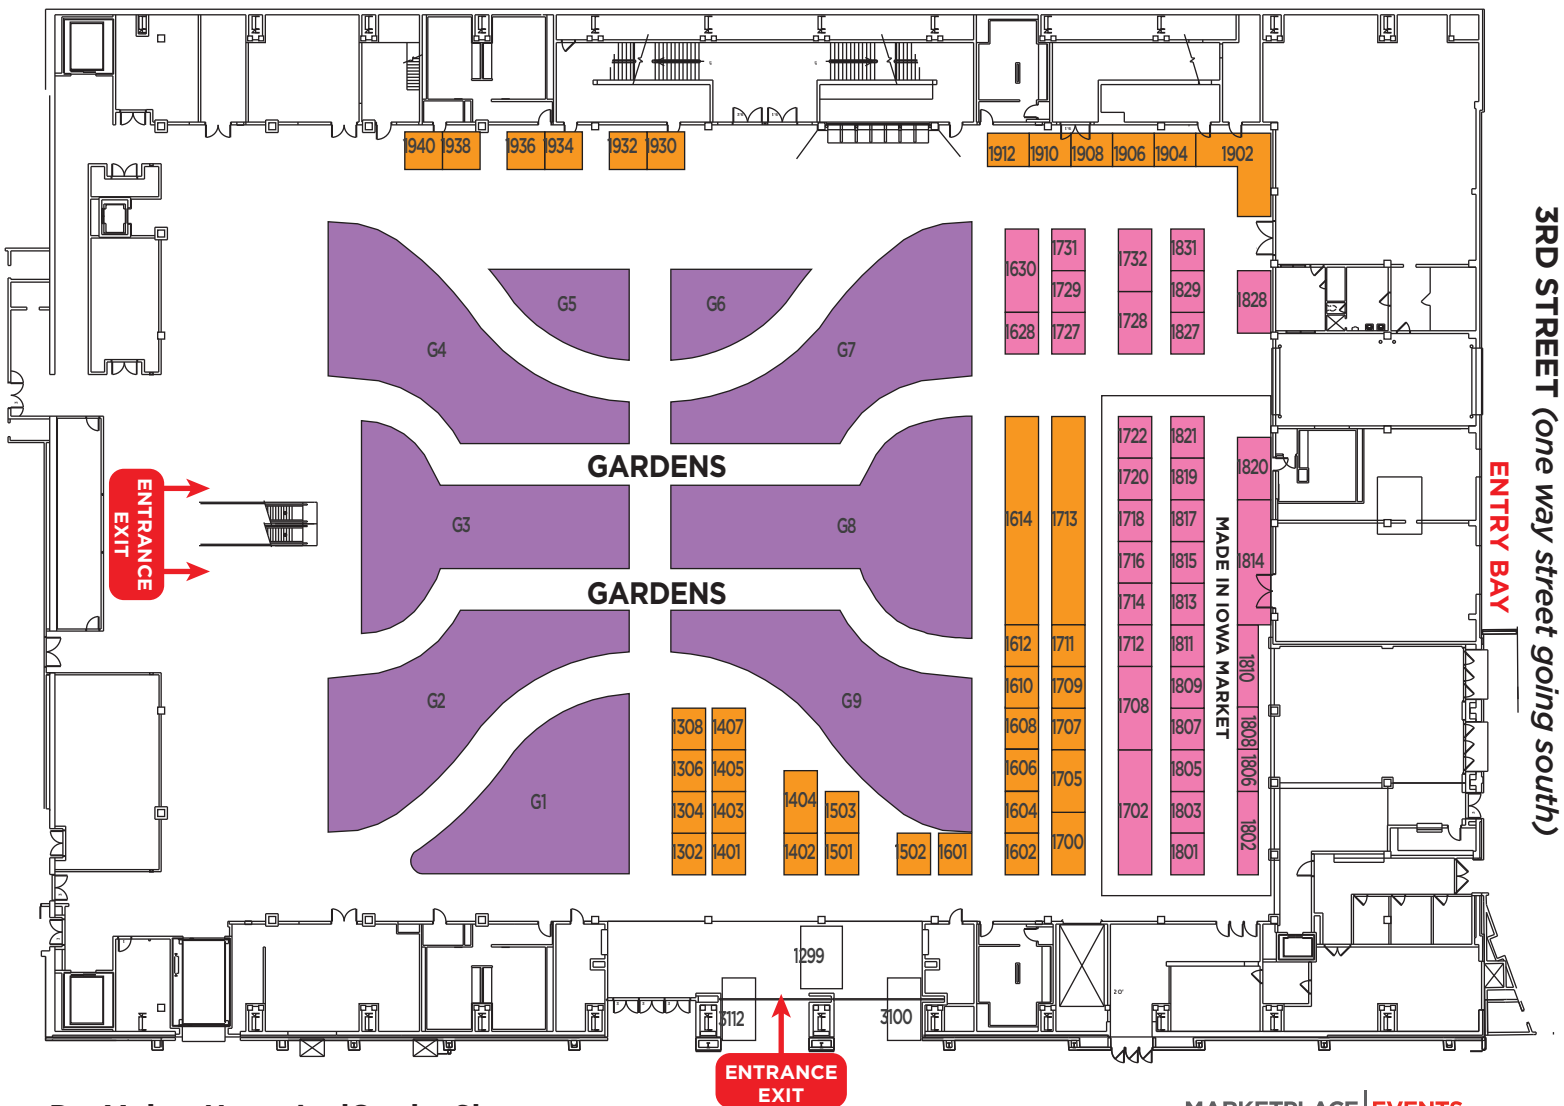 1940 1938 1936 1934 1932 1930 1912 1910 1908 1906 1904 1902
1630 1731 1732 1831
1729 1829 1828
1628 1727 1728 1827
G5 G6
G4 G7
GARDENS
G3 G8
GARDENS
G2 G9
G1
1722 1821
1720 1819 1820
1614 1713 1718 1817
1716 1815 1814
1714 1813
1612 1711 1712 1811
1610 1709 1809 1810
1608 1707 1708 1807 1808
1606 1705 1805 1806
1604 1702 1803
1602 1700 1801 1802
MADE IN IOWA MARKET
1308 1407
1306 1405
1304 1403 1404 1503
1302 1401 1402 1501 1502 1601
1299
3112 3100
ENTRANCE
EXIT
ENTRANCE
EXIT
ENTRY BAY
3RD STREET (one way street going south)
20'
MARKETPLACE EVENTS